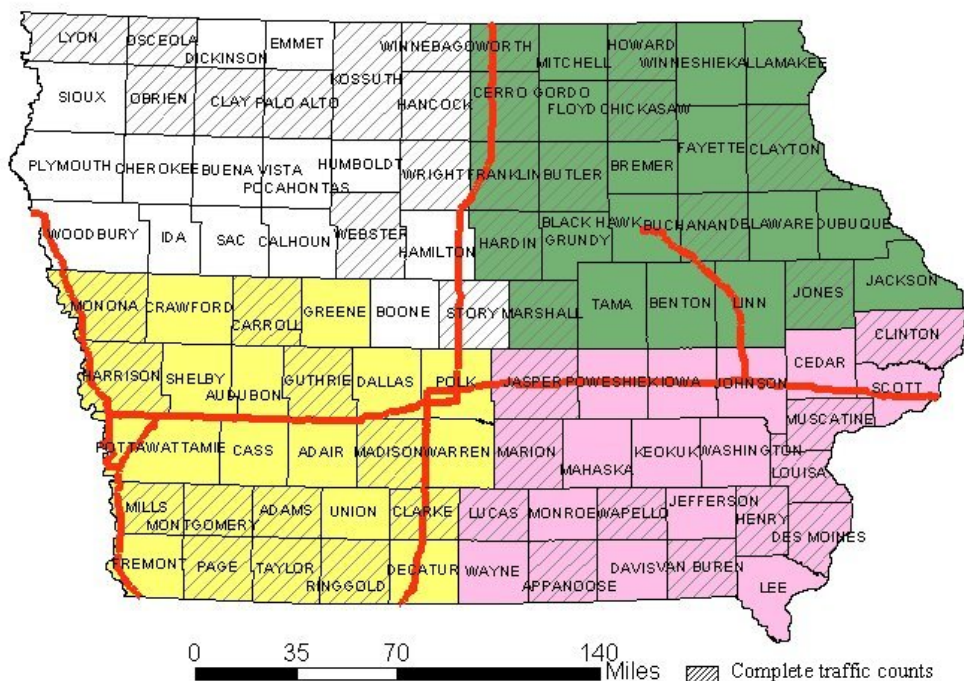 LYON OSCEOLA DICKINSON EMMET WINNEBAGO WORTH MITCHELL HOWARD WINNESHIEK ALLAMAKEE
KOSSUTH
SIOUX OBRIEN CLAY PALO ALTO HANCOCK CERRO GORDO FLOYD CHICKASAW
FAYETTE CLAYTON
PLYMOUTH CHEROKEE BUENA VISTA POCAHONTAS HUMBOLDT WRIGHT FRANKLIN BUTLER BREMER
WOODBURY IDA SAC CALHOUN WEBSTER HAMILTON HARDIN GRUNDY BLACK HAWK BUCHANAN DELAWARE DUBUQUE
JACKSON
MONONA CRAWFORD CARROLL GREENE BOONE STORY MARSHALL TAMA BENTON LINN JONES
CLINTON
HARRISON SHELBY AUDUBON GUTHRIE DALLAS POLK JASPER POWESHIEK IOWA JOHNSON CEDAR SCOTT
MUSCATINE
POTTAWATTAMIE CASS ADAIR MADISON WARREN MARION MAHASKA KEOKUK WASHINGTON LOUISA
MILLS MONTGOMERY ADAMS UNION CLARKE LUCAS MONROE WAPELLO JEFFERSON HENRY DES MOINES
FREMONT PAGE TAYLOR RINGGOLD DECATUR WAYNE APPANOOSE DAVIS VAN BUREN LEE
0 35 70 140
Miles
Complete traffic counts